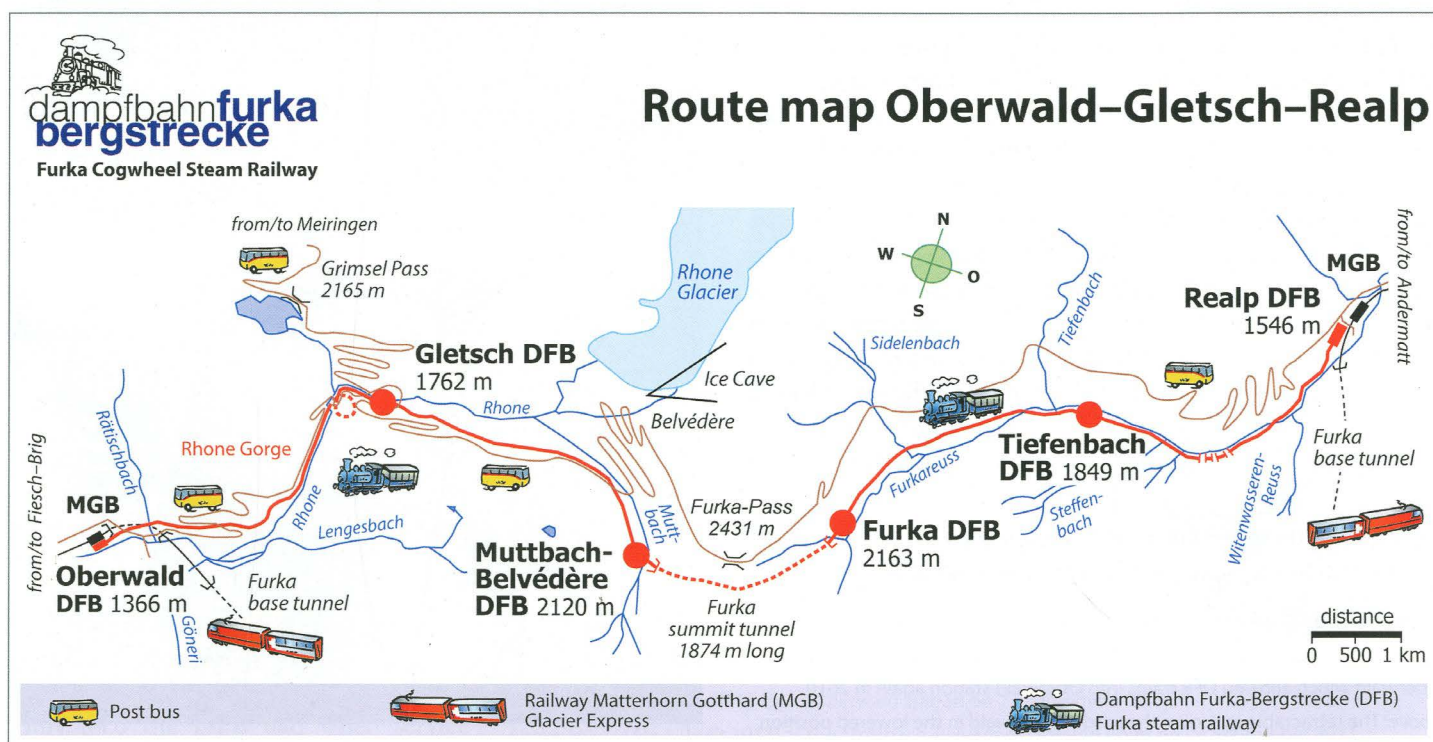 dampfbahnfurka
bergstrecke
Furka Cogwheel Steam Railway
Route map Oberwald–Gletsch–Realp
from/to Meiringen
Grimsel Pass
2165 m
Rhone
Glacier
N
W
O
S
Tiefenbach
MGB
from/to Andermatt
Realp DFB
1546 m
Gletsch DFB
1762 m
Sidelenbach
Ice Cave
Belvédère
Rhone
Rätischbach
Rhone Gorge
Tiefenbach
DFB 1849 m
Furka
base tunnel
from/to Fiesch–Brig
MGB
Rhone
Lengesbach
Mutt-
bach
Furka-Pass
2431 m
Furkareuss
Furka DFB
2163 m
Steffen-
bach
Witenwasseren-
Reuss
Oberwald
DFB 1366 m
Furka
base tunnel
Göneri
Muttbach-
Belvédère
DFB 2120 m
Furka
summit tunnel
1874 m long
distance
0 500 1 km
Post bus
Railway Matterhorn Gotthard (MGB)
Glacier Express
Dampfbahn Furka-Bergstrecke (DFB)
Furka steam railway